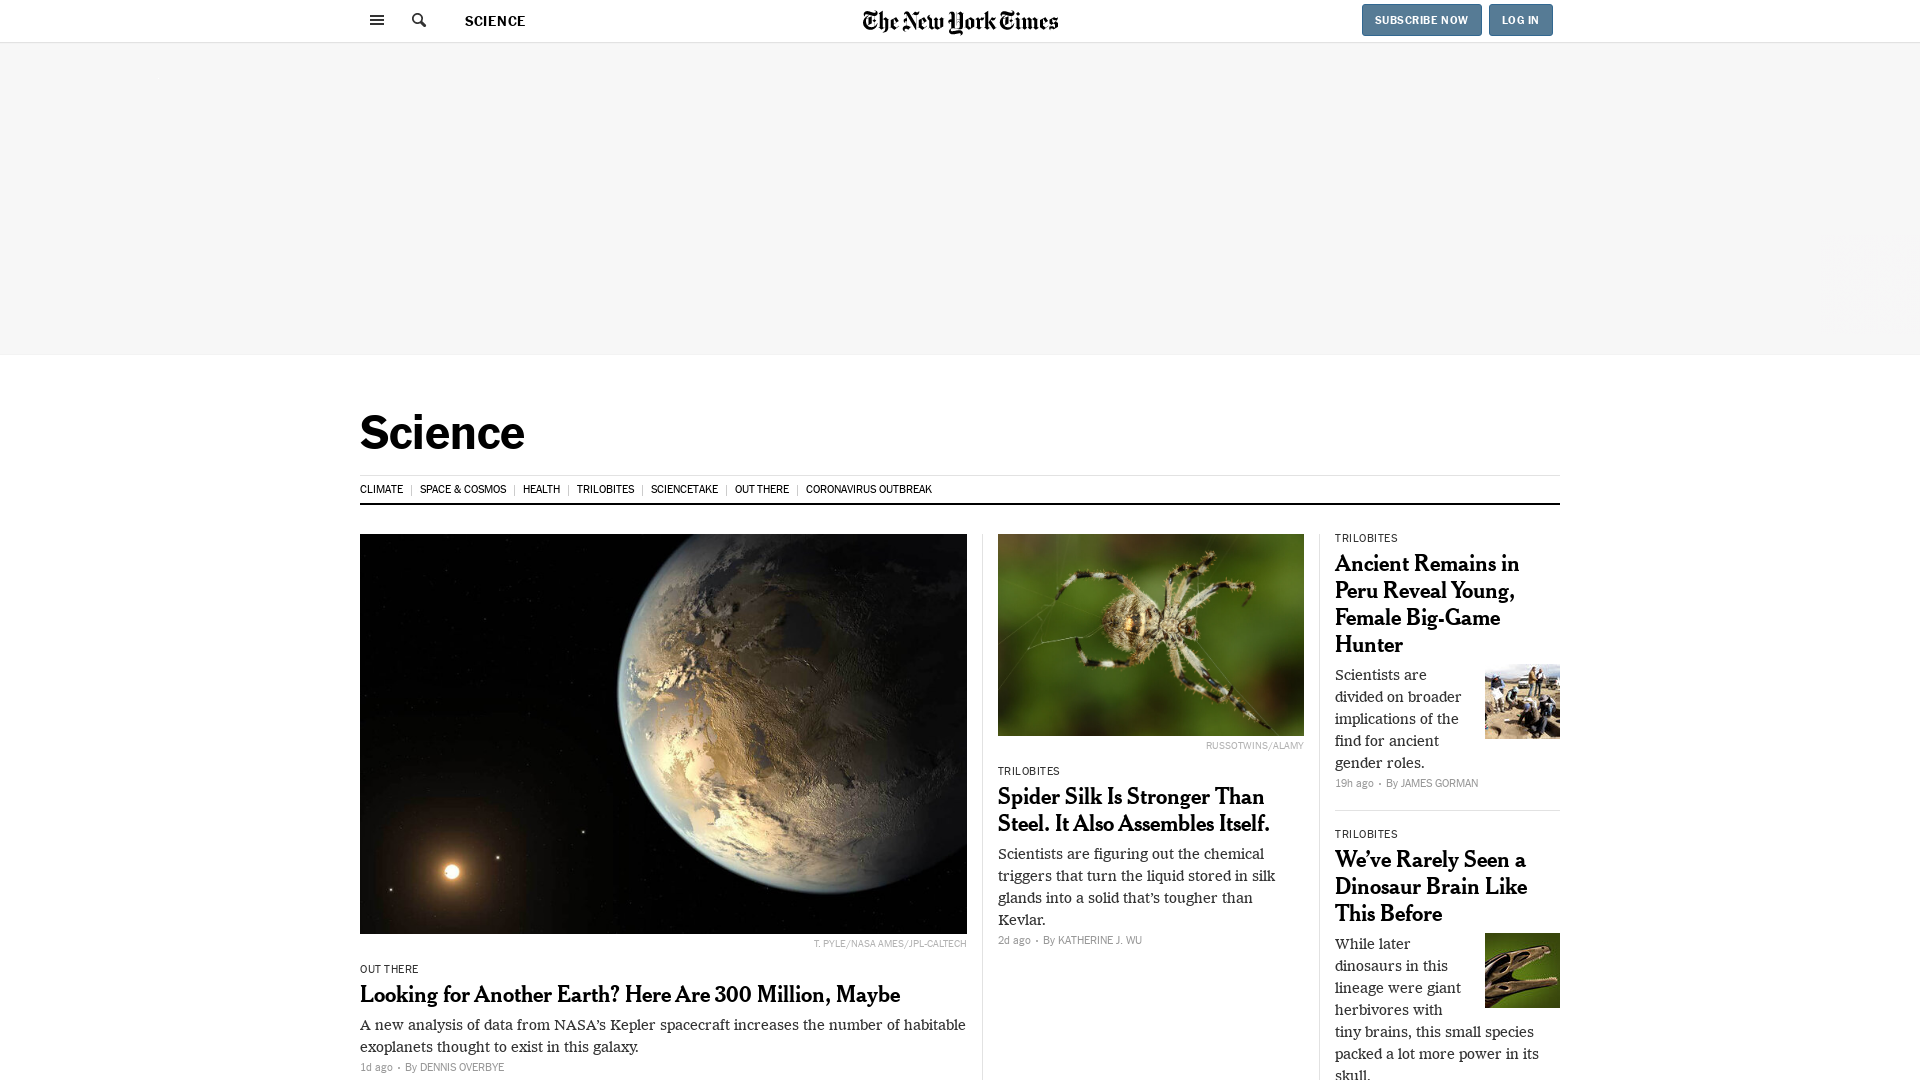 SCIENCE
The New York Times
SUBSCRIBE NOW
LOG IN
Science
CLIMATE
SPACE & COSMOS
HEALTH
TRILOBITES
SCIENCETAKE
OUT THERE
CORONAVIRUS OUTBREAK
T. PYLE/NASA AMES/JPL-CALTECH
OUT THERE
Looking for Another Earth? Here Are 300 Million, Maybe
A new analysis of data from NASA’s Kepler spacecraft increases the number of habitable
exoplanets thought to exist in this galaxy.
1d ago • By DENNIS OVERBYE
RUSSOTWINS/ALAMY
TRILOBITES
Spider Silk Is Stronger Than
Steel. It Also Assembles Itself.
Scientists are figuring out the chemical
triggers that turn the liquid stored in silk
glands into a solid that’s tougher than
Kevlar.
2d ago • By KATHERINE J. WU
TRILOBITES
Ancient Remains in
Peru Reveal Young,
Female Big-Game
Hunter
Scientists are
divided on broader
implications of the
find for ancient
gender roles.
19h ago • By JAMES GORMAN
TRILOBITES
We’ve Rarely Seen a
Dinosaur Brain Like
This Before
While later
dinosaurs in this
lineage were giant
herbivores with
tiny brains, this small species
packed a lot more power in its
skull.